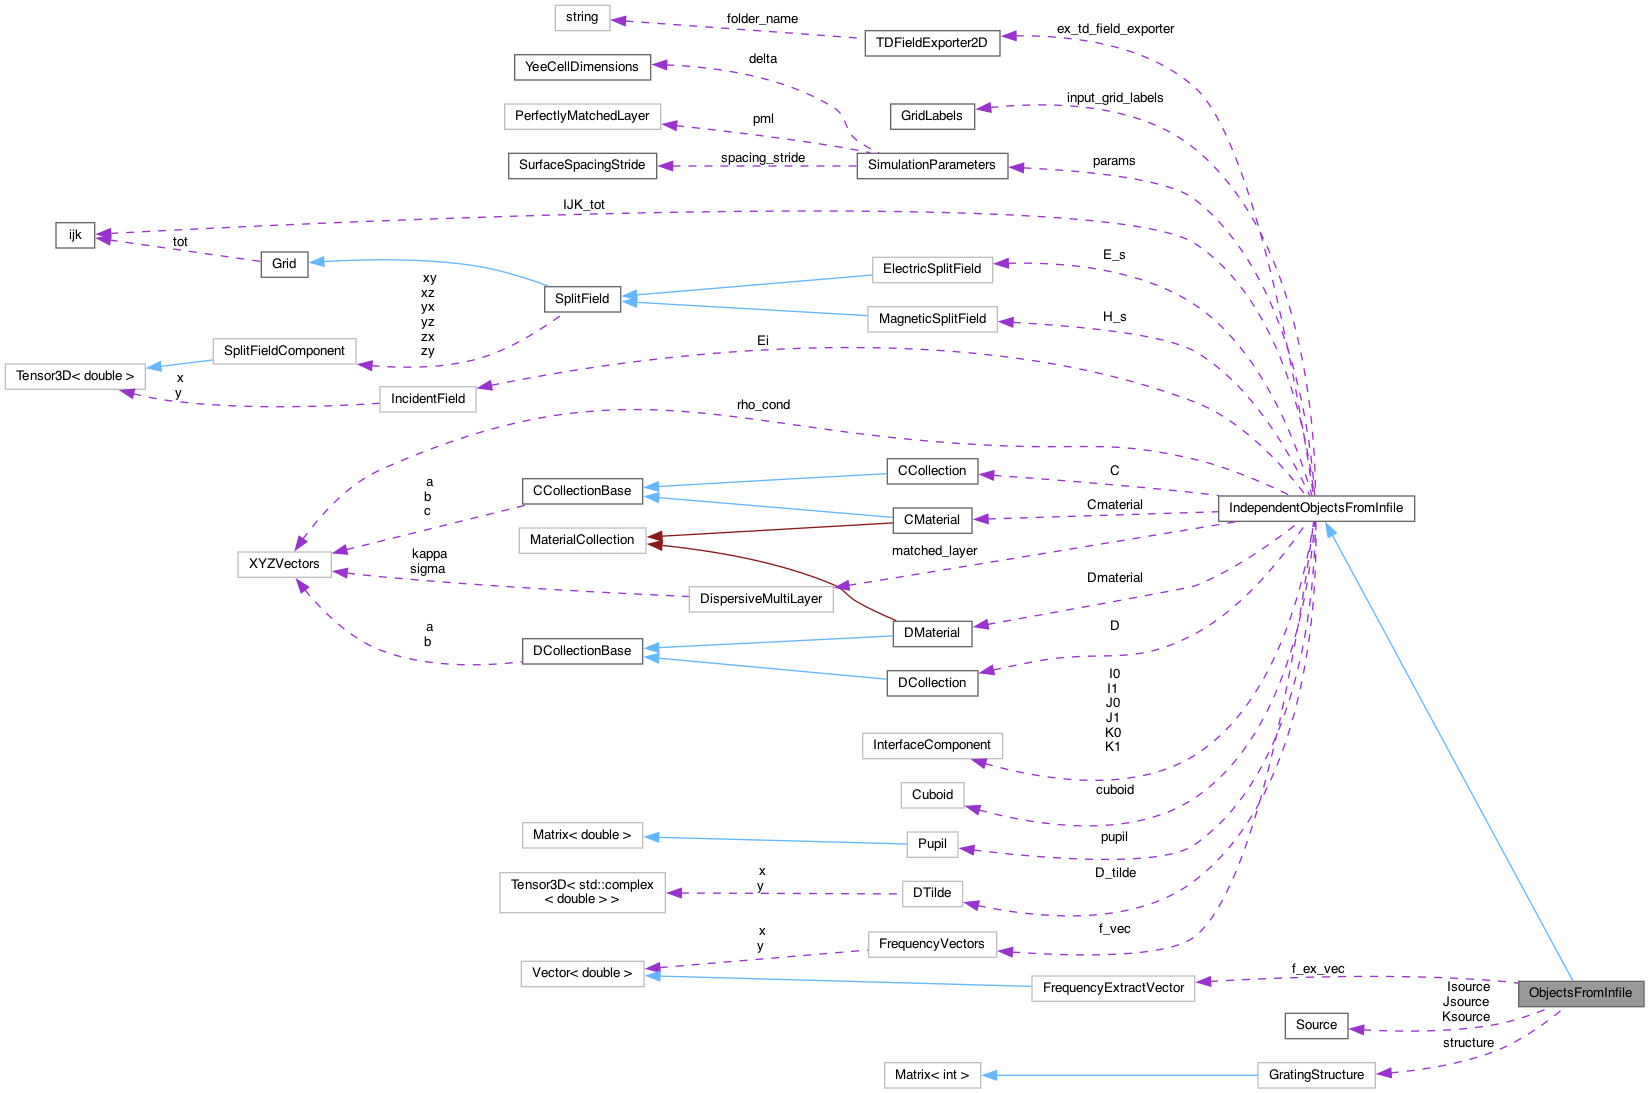 string
folder_name
TDFieldExporter2D
ex_td_field_exporter
YeeCellDimensions
delta
PerfectlyMatchedLayer
pml
GridLabels
input_grid_labels
SurfaceSpacingStride
spacing_stride
SimulationParameters
params
ijk
IJK_tot
tot
Grid
ElectricSplitField
E_s
SplitField
xy
xz
yx
yz
zx
zy
MagneticSplitField
H_s
SplitFieldComponent
Ei
Tensor3D< double >
x
y
IncidentField
rho_cond
CCollection
C
CCollectionBase
a
b
c
CMaterial
Cmaterial
IndependentObjectsFromInfile
MaterialCollection
matched_layer
XYZVectors
kappa
sigma
DispersiveMultiLayer
Dmaterial
DMaterial
D
DCollectionBase
a
b
DCollection
I0
I1
J0
J1
K0
K1
InterfaceComponent
Cuboid
cuboid
Matrix< double >
Pupil
pupil
Tensor3D< std::complex
< double > >
x
y
DTilde
D_tilde
FrequencyVectors
f_vec
x
y
Vector< double >
FrequencyExtractVector
f_ex_vec
ObjectsFromInfile
Isource
Jsource
Ksource
Source
structure
Matrix< int >
GratingStructure